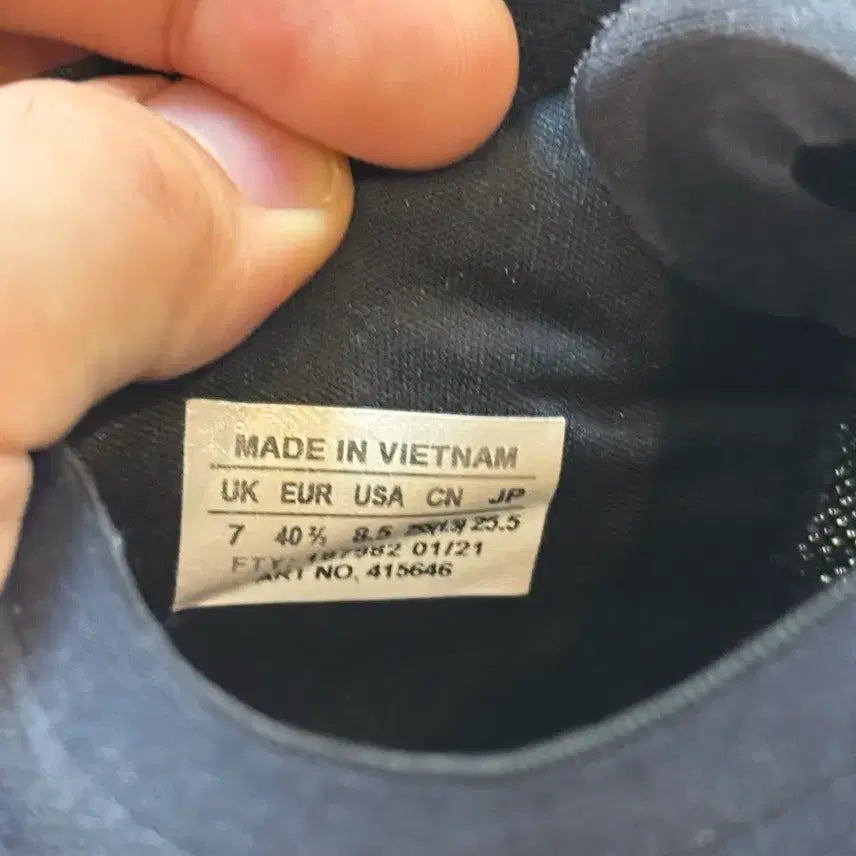 MADE IN VIETNAM
UK EUR USA CN JP
7 40⅔ 8.5 25.5
01/21
ART NO. 415646